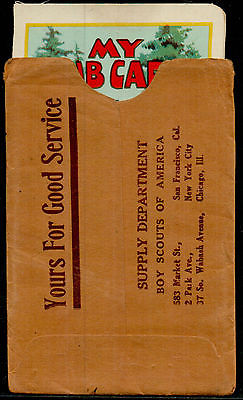 MY
Yours For Good Service
SUPPLY DEPARTMENT
BOY SCOUTS OF AMERICA
583 Market St., San Francisco, Cal.
2 Park Ave., New York City
37 So. Wabash Avenue, Chicago, Ill.